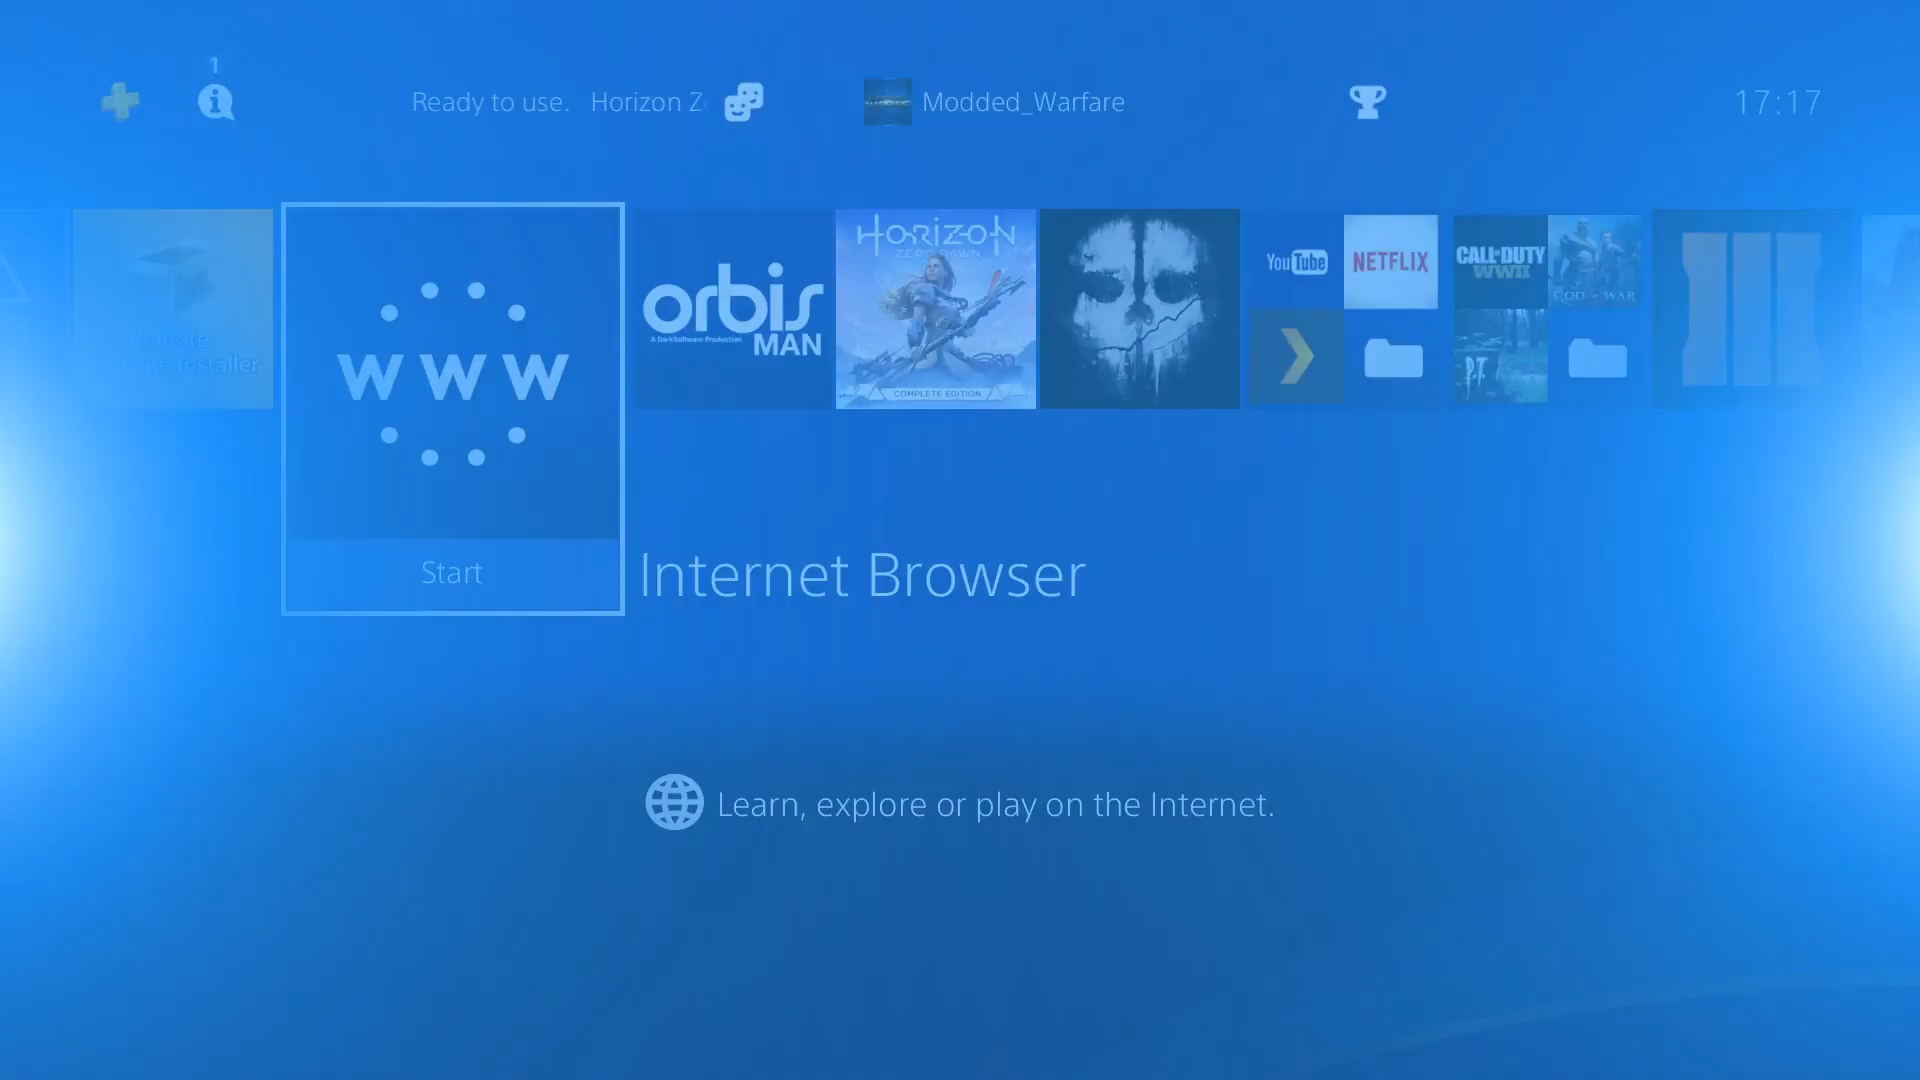 1
Ready to use. Horizon Z
Modded_Warfare
17:17
Remote
Installer
WWW
orbis
A DarkSoftware Production
MAN
HORIZON
ZERO DAWN
COMPLETE EDITION
YouTube
NETFLIX
CALL OF DUTY
WWII
GOD OF WAR
P.T.
Start
Internet Browser
Learn, explore or play on the Internet.